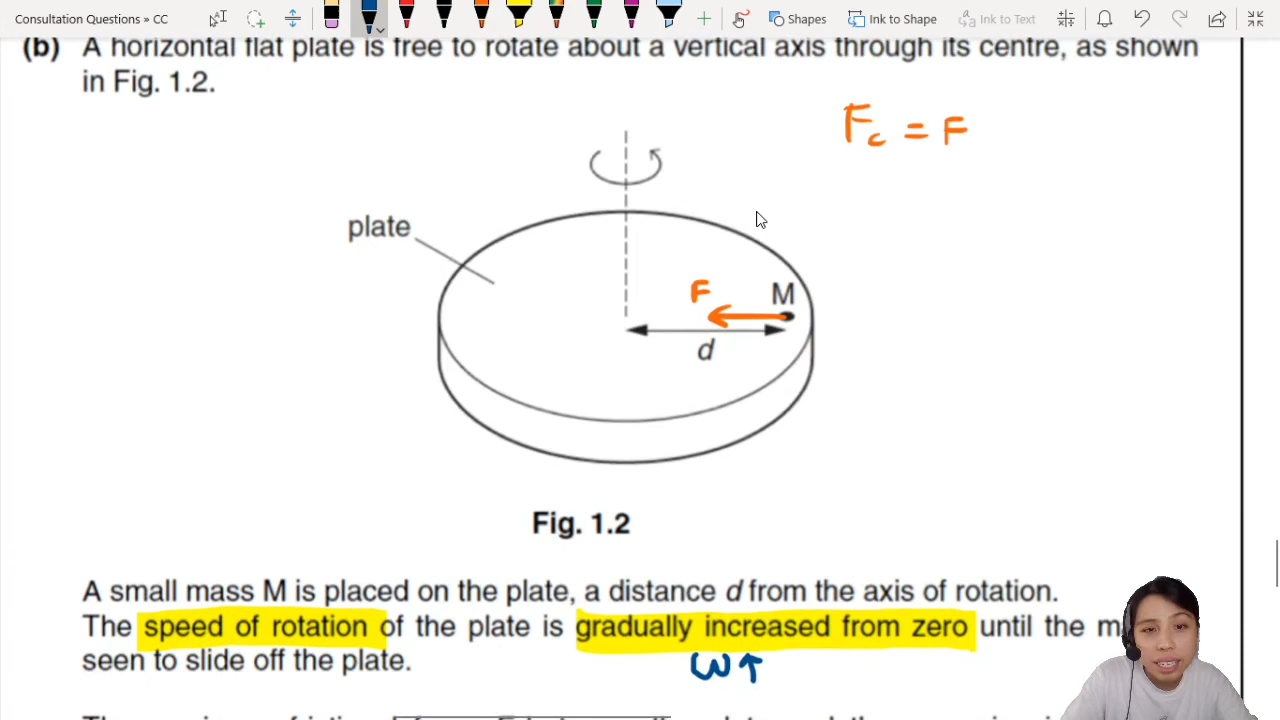 Consultation Questions » CC
Shapes
Ink to Shape
Ink to Text
(b) A horizontal flat plate is free to rotate about a vertical axis through its centre, as shown
in Fig. 1.2.
F_c = F
plate
F
M
d
Fig. 1.2
A small mass M is placed on the plate, a distance d from the axis of rotation.
The speed of rotation of the plate is gradually increased from zero until the
seen to slide off the plate.
ω↑